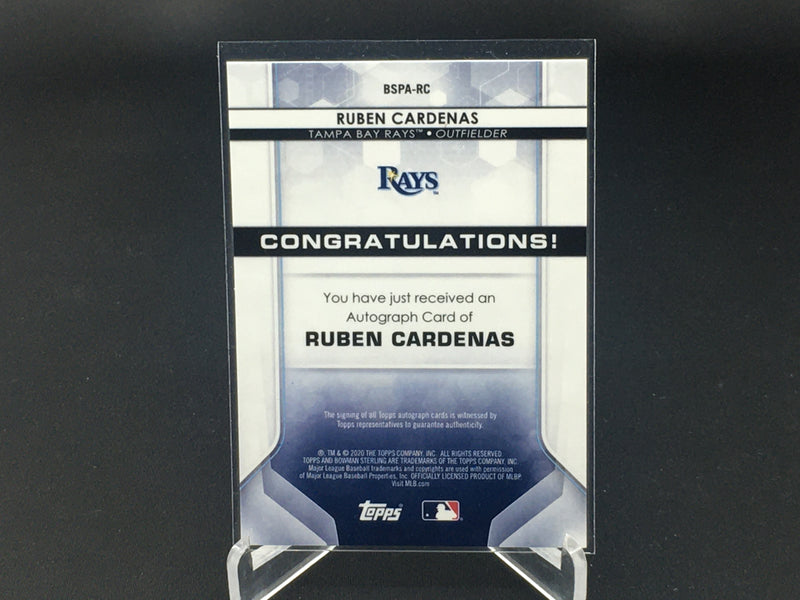 BSPA-RC
RUBEN CARDENAS
TAMPA BAY RAYS™ • OUTFIELDER
RAYS™
CONGRATULATIONS!
You have just received an
Autograph Card of
RUBEN CARDENAS
The signing of all Topps autograph cards is witnessed by
Topps representatives to guarantee authenticity.
®, TM & © 2020 THE TOPPS COMPANY, INC. ALL RIGHTS RESERVED
TOPPS AND BOWMAN STERLING ARE TRADEMARKS OF THE TOPPS COMPANY, INC.
Major League Baseball trademarks and copyrights are used with permission
of Major League Baseball Properties, Inc. OFFICIALLY LICENSED PRODUCT OF MLBP.
Visit MLB.com
topps